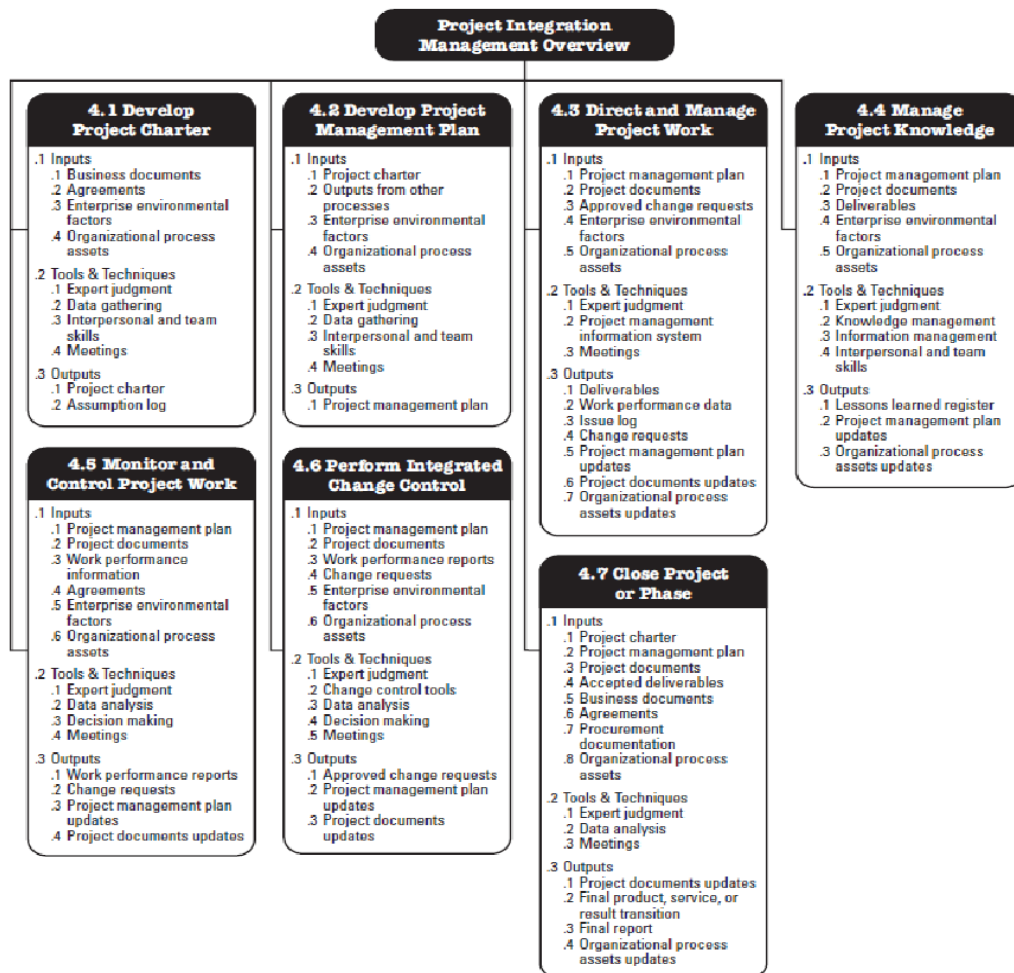 Project Integration
Management Overview
4.1 Develop
Project Charter
.1 Inputs
.1 Business documents
.2 Agreements
.3 Enterprise environmental
factors
.4 Organizational process
assets
.2 Tools & Techniques
.1 Expert judgment
.2 Data gathering
.3 Interpersonal and team
skills
.4 Meetings
.3 Outputs
.1 Project charter
.2 Assumption log
4.2 Develop Project
Management Plan
.1 Inputs
.1 Project charter
.2 Outputs from other
processes
.3 Enterprise environmental
factors
.4 Organizational process
assets
.2 Tools & Techniques
.1 Expert judgment
.2 Data gathering
.3 Interpersonal and team
skills
.4 Meetings
.3 Outputs
.1 Project management plan
4.3 Direct and Manage
Project Work
.1 Inputs
.1 Project management plan
.2 Project documents
.3 Approved change requests
.4 Enterprise environmental
factors
.5 Organizational process
assets
.2 Tools & Techniques
.1 Expert judgment
.2 Project management
information system
.3 Meetings
.3 Outputs
.1 Deliverables
.2 Work performance data
.3 Issue log
.4 Change requests
.5 Project management plan
updates
.6 Project documents updates
.7 Organizational process
assets updates
4.4 Manage
Project Knowledge
.1 Inputs
.1 Project management plan
.2 Project documents
.3 Deliverables
.4 Enterprise environmental
factors
.5 Organizational process
assets
.2 Tools & Techniques
.1 Expert judgment
.2 Knowledge management
.3 Information management
.4 Interpersonal and team
skills
.3 Outputs
.1 Lessons learned register
.2 Project management plan
updates
.3 Organizational process
assets updates
4.5 Monitor and
Control Project Work
.1 Inputs
.1 Project management plan
.2 Project documents
.3 Work performance
information
.4 Agreements
.5 Enterprise environmental
factors
.6 Organizational process
assets
.2 Tools & Techniques
.1 Expert judgment
.2 Data analysis
.3 Decision making
.4 Meetings
.3 Outputs
.1 Work performance reports
.2 Change requests
.3 Project management plan
updates
.4 Project documents updates
4.6 Perform Integrated
Change Control
.1 Inputs
.1 Project management plan
.2 Project documents
.3 Work performance reports
.4 Change requests
.5 Enterprise environmental
factors
.6 Organizational process
assets
.2 Tools & Techniques
.1 Expert judgment
.2 Change control tools
.3 Data analysis
.4 Decision making
.5 Meetings
.3 Outputs
.1 Approved change requests
.2 Project management plan
updates
.3 Project documents
updates
4.7 Close Project
or Phase
.1 Inputs
.1 Project charter
.2 Project management plan
.3 Project documents
.4 Accepted deliverables
.5 Business documents
.6 Agreements
.7 Procurement
documentation
.8 Organizational process
assets
.2 Tools & Techniques
.1 Expert judgment
.2 Data analysis
.3 Meetings
.3 Outputs
.1 Project documents updates
.2 Final product, service, or
result transition
.3 Final report
.4 Organizational process
assets updates